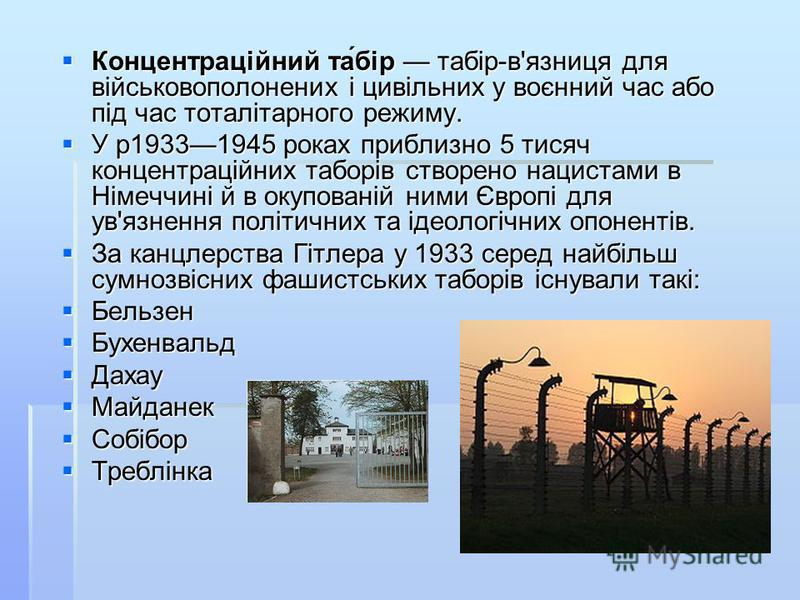 Концентраційний та́бір — табір-в'язниця для
військовополонених і цивільних у воєнний час або
під час тоталітарного режиму.
У р1933—1945 роках приблизно 5 тисяч
концентраційних таборів створено нацистами в
Німеччині й в окупованій ними Європі для
ув'язнення політичних та ідеологічних опонентів.
За канцлерства Гітлера у 1933 серед найбільш
сумнозвісних фашистських таборів існували такі:
Бельзен
Бухенвальд
Дахау
Майданек
Собібор
Треблінка
MyShared